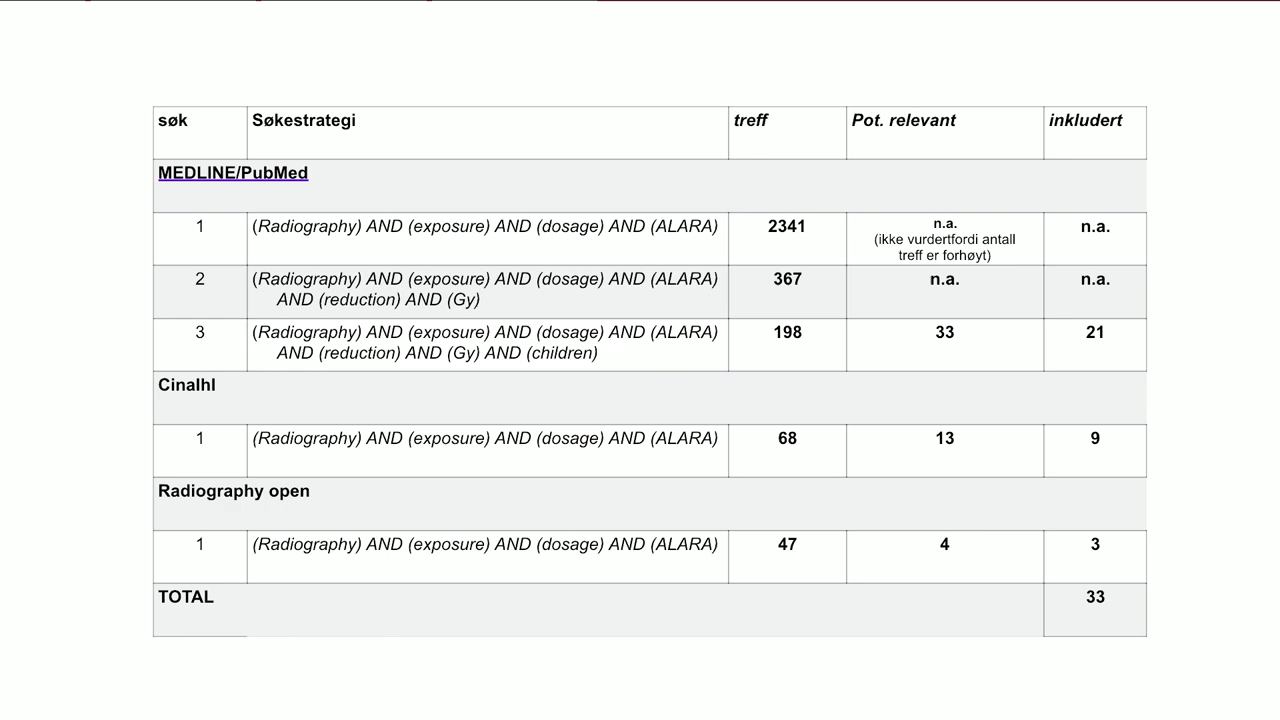 søk Søkestrategi treff Pot. relevant inkludert
MEDLINE/PubMed
1 (Radiography) AND (exposure) AND (dosage) AND (ALARA) 2341 n.a. n.a.
(ikke vurdertfordi antall
treff er forhøyt)
2 (Radiography) AND (exposure) AND (dosage) AND (ALARA) 367 n.a. n.a.
AND (reduction) AND (Gy)
3 (Radiography) AND (exposure) AND (dosage) AND (ALARA) 198 33 21
AND (reduction) AND (Gy) AND (children)
Cinalhl
1 (Radiography) AND (exposure) AND (dosage) AND (ALARA) 68 13 9
Radiography open
1 (Radiography) AND (exposure) AND (dosage) AND (ALARA) 47 4 3
TOTAL 33